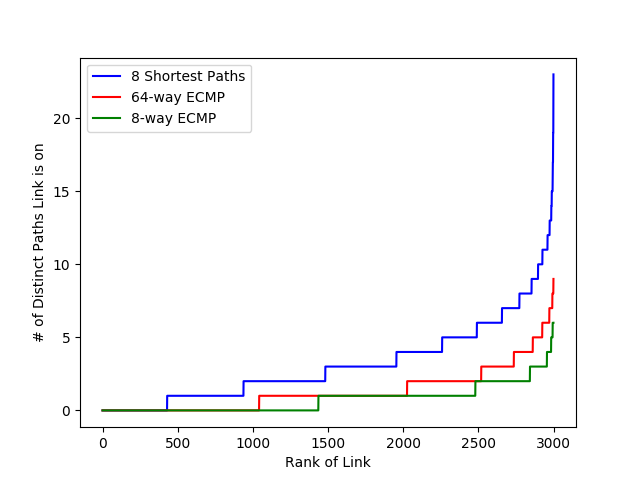 8 Shortest Paths
64-way ECMP
8-way ECMP
# of Distinct Paths Link is on
20
15
10
5
0
0 500 1000 1500 2000 2500 3000
Rank of Link